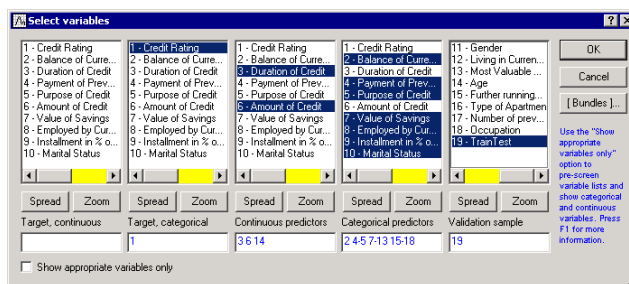 Select variables
1 - Credit Rating
2 - Balance of Curre...
3 - Duration of Credit
4 - Payment of Prev...
5 - Purpose of Credit
6 - Amount of Credit
7 - Value of Savings
8 - Employed by Cur...
9 - Installment in % o...
10 - Marital Status
1 - Credit Rating
2 - Balance of Curre...
3 - Duration of Credit
4 - Payment of Prev...
5 - Purpose of Credit
6 - Amount of Credit
7 - Value of Savings
8 - Employed by Cur...
9 - Installment in % o...
10 - Marital Status
1 - Credit Rating
2 - Balance of Curre...
3 - Duration of Credit
4 - Payment of Prev...
5 - Purpose of Credit
6 - Amount of Credit
7 - Value of Savings
8 - Employed by Cur...
9 - Installment in % o...
10 - Marital Status
1 - Credit Rating
2 - Balance of Curre...
3 - Duration of Credit
4 - Payment of Prev...
5 - Purpose of Credit
6 - Amount of Credit
7 - Value of Savings
8 - Employed by Cur...
9 - Installment in % o...
10 - Marital Status
11 - Gender
12 - Living in Curren...
13 - Most Valuable ...
14 - Age
15 - Further running...
16 - Type of Apartmen
17 - Number of prev...
18 - Occupation
19 - TrainTest
OK
Cancel
[ Bundles ]...
Use the "Show
appropriate
variables only"
option to
pre-screen
variable lists and
show categorical
and continuous
variables. Press
F1 for more
information.
Spread Zoom Spread Zoom Spread Zoom Spread Zoom Spread Zoom
Target, continuous Target, categorical Continuous predictors Categorical predictors Validation sample
1 3 6 14 2 4-5 7-13 15-18 19
Show appropriate variables only